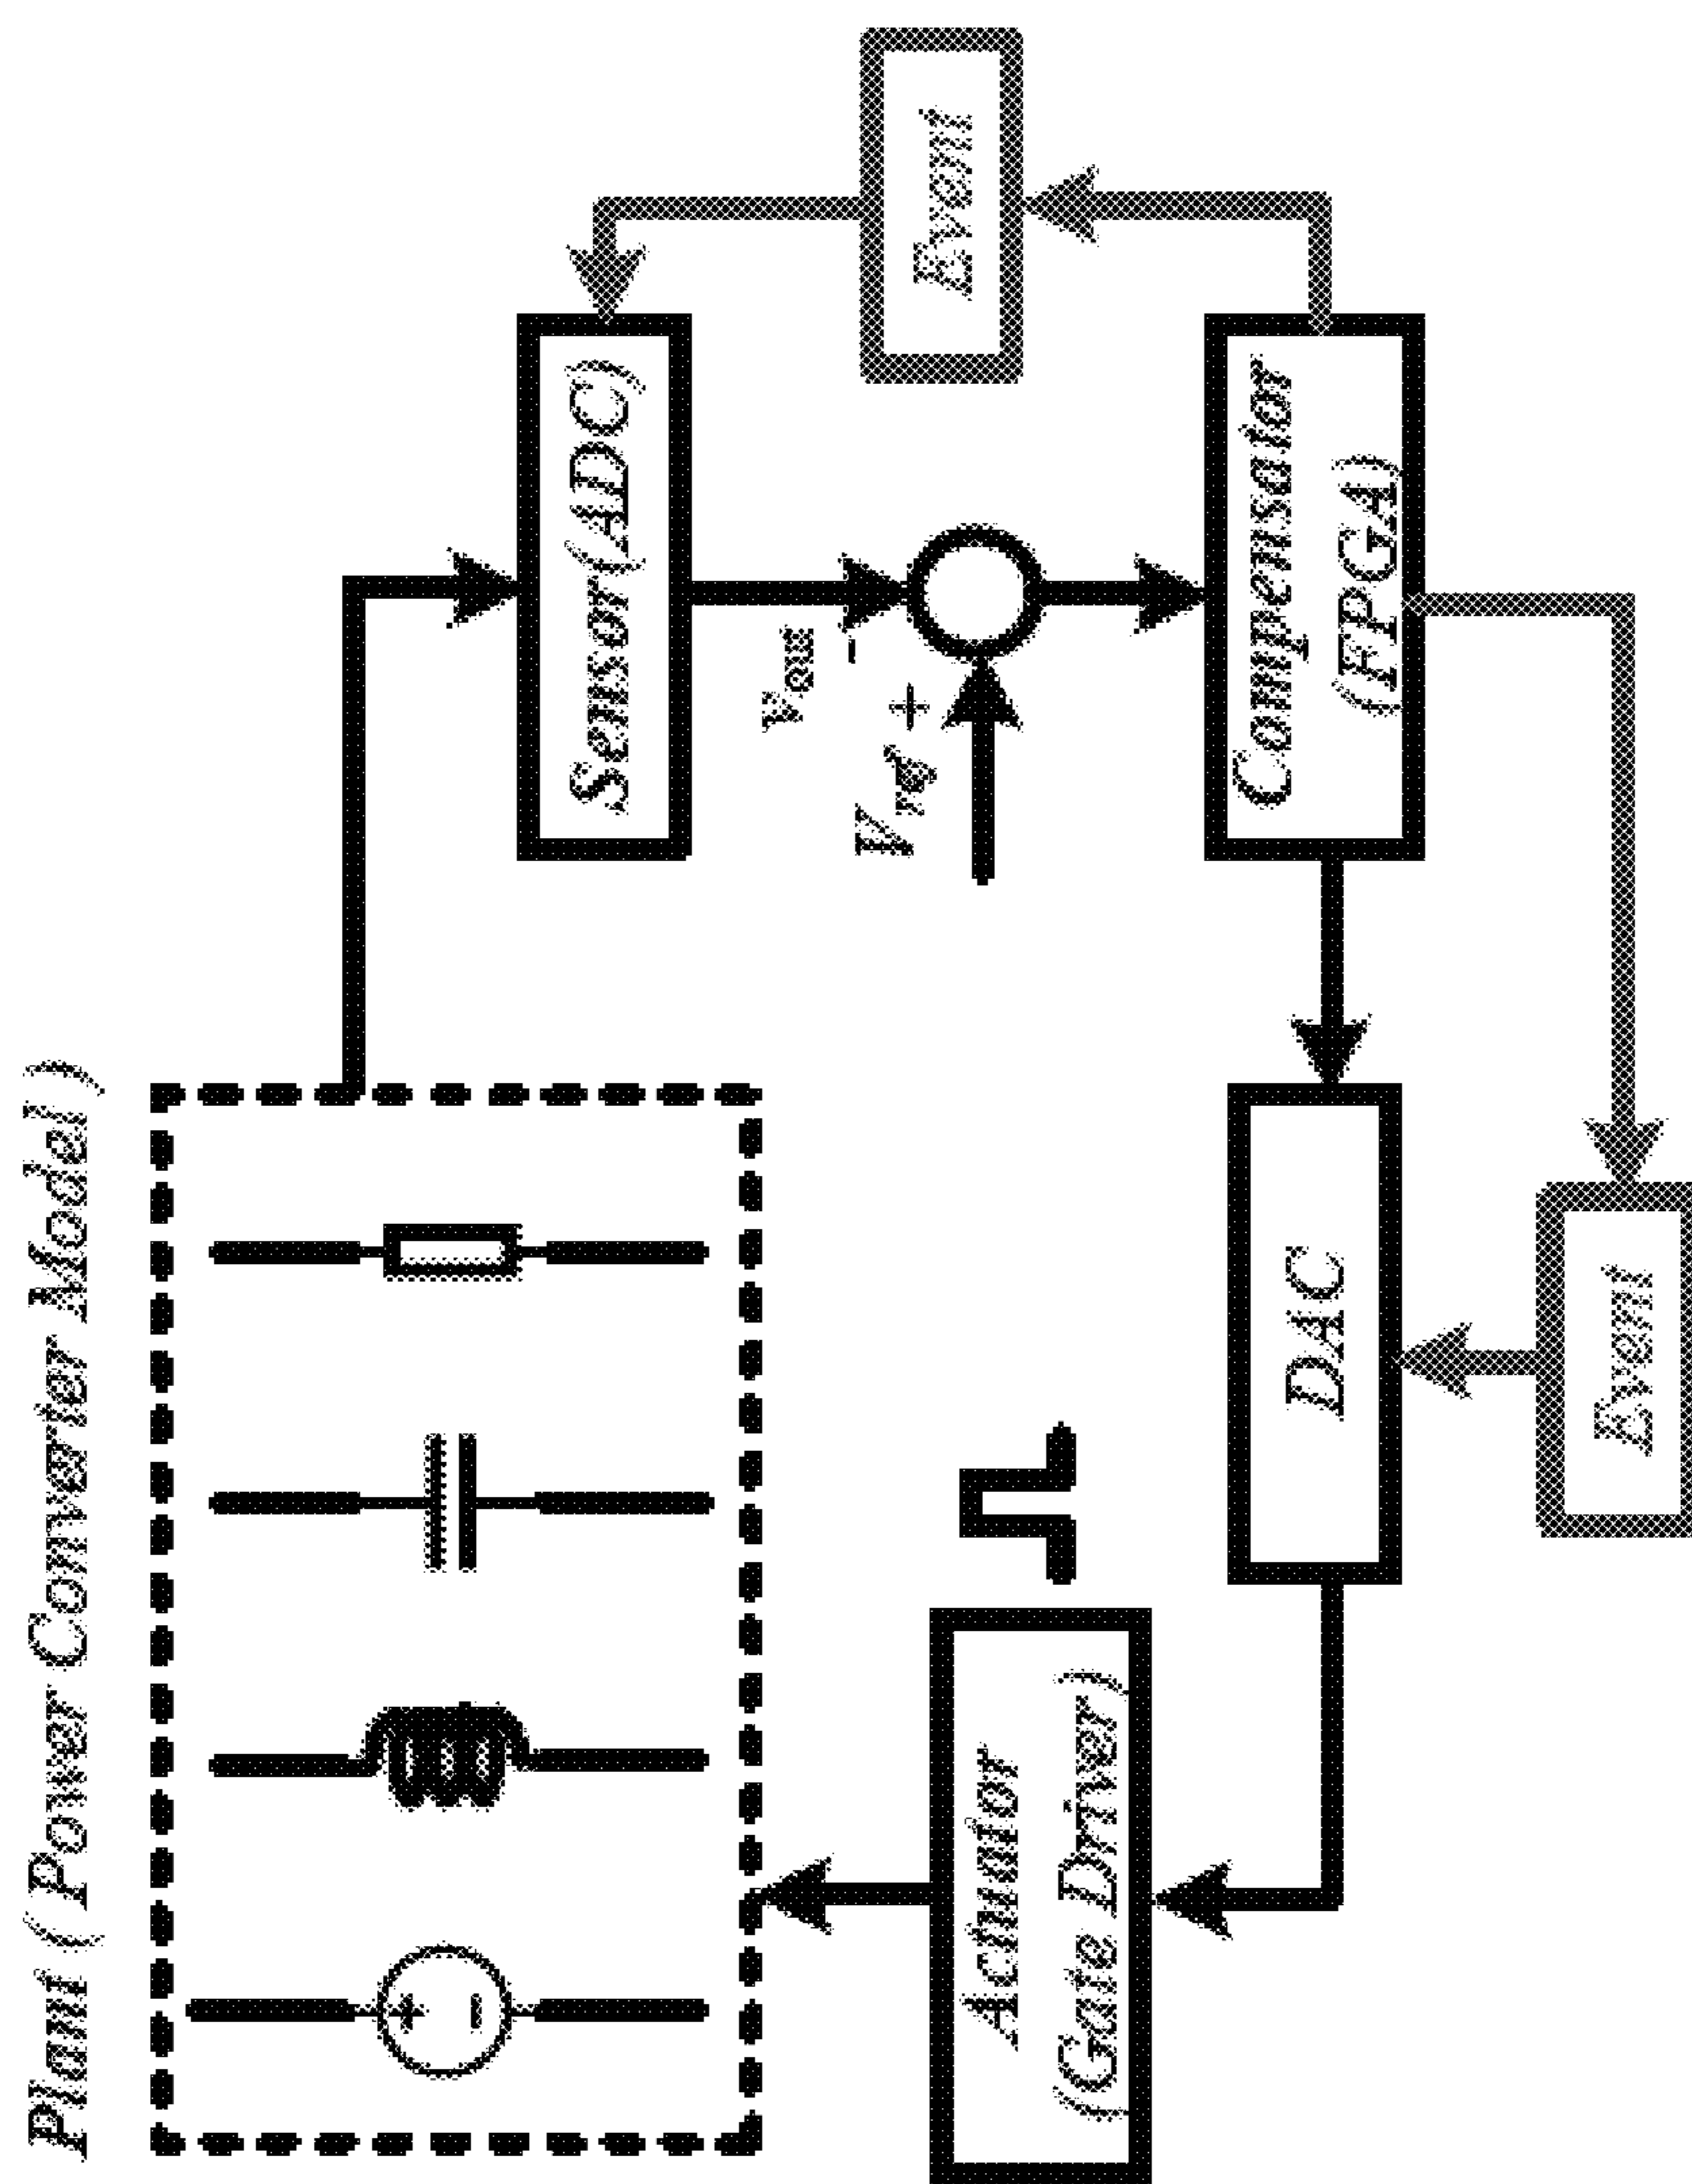 Plant ( Power Converter Model )
+
-
Actuator
(Gate Driver)
Sensor(ADC)
vout
-
Vref +
DAC
Compensator
(FPGA)
Event
Event